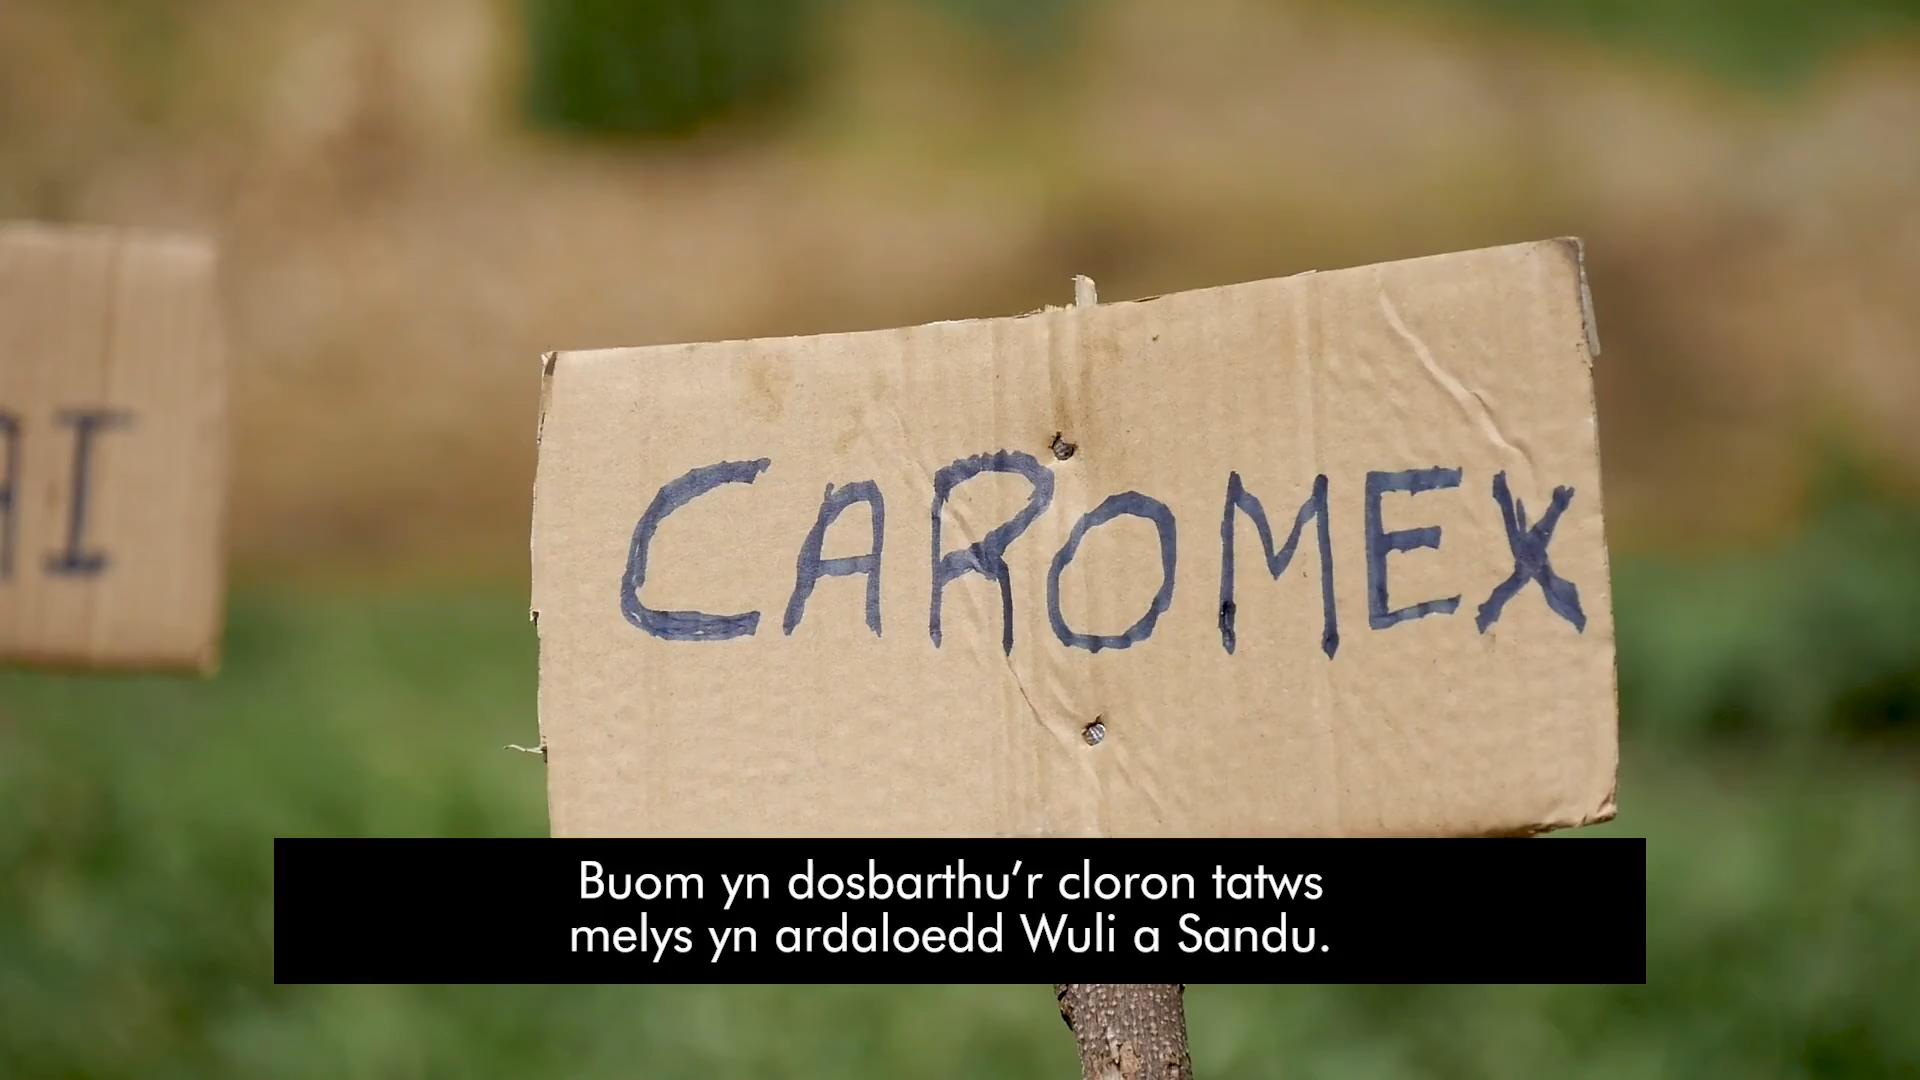 CAROMEX
Buom yn dosbarthu’r cloron tatws
melys yn ardaloedd Wuli a Sandu.